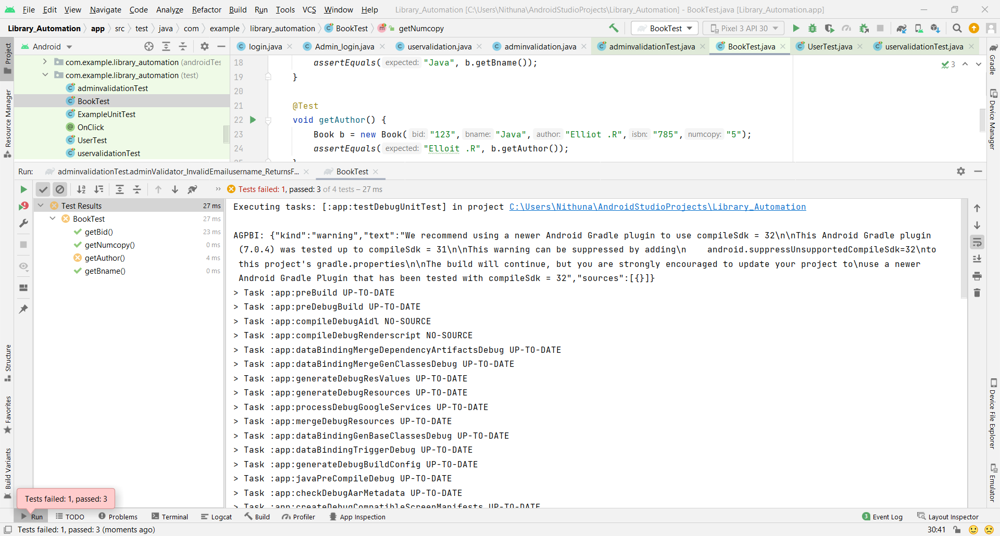 File Edit View Navigate Code Analyze Refactor Build Run Tools VCS Window Help Library_Automation [C:\Users\Nithuna\AndroidStudioProjects\Library_Automation] - BookTest.java [Library_Automation.app]
Library_Automation app src test java com example library_automation BookTest getNumcopy BookTest Pixel 3 API 30
Project
Resource Manager
Structure
Favorites
Build Variants
Android
login.java Admin_login.java uservalidation.java adminvalidation.java adminvalidationTest.java BookTest.java UserTest.java uservalidationTest.java
com.example.library_automation (androidTes
com.example.library_automation (test)
adminvalidationTest
BookTest
ExampleUnitTest
OnClick
UserTest
uservalidationTest
18 assertEquals( expected: "Java", b.getBname());
19 }
20
21 @Test
22 void getAuthor() {
23 Book b = new Book( bid: "123", bname: "Java", author: "Elliot .R", isbn: "785", numcopy: "5");
24 assertEquals( expected: "Elloit .R", b.getAuthor());
25 }
3
Gradle
Device Manager
Device File Explorer
Emulator
Run: adminvalidationTest.adminValidator_InvalidEmailusername_ReturnsF... BookTest
Tests failed: 1, passed: 3 of 4 tests – 27 ms
Test Results 27 ms
BookTest 27 ms
getBid() 23 ms
getNumcopy() 0 ms
getAuthor() 4 ms
getBname() 0 ms
Executing tasks: [:app:testDebugUnitTest] in project C:\Users\Nithuna\AndroidStudioProjects\Library_Automation
AGPBI: {"kind":"warning","text":"We recommend using a newer Android Gradle plugin to use compileSdk = 32\n\nThis Android Gradle plugin
(7.0.4) was tested up to compileSdk = 31\n\nThis warning can be suppressed by adding\n    android.suppressUnsupportedCompileSdk=32\nto
this project's gradle.properties\n\nThe build will continue, but you are strongly encouraged to update your project to\nuse a newer
Android Gradle Plugin that has been tested with compileSdk = 32","sources":[{}]}
> Task :app:preBuild UP-TO-DATE
> Task :app:preDebugBuild UP-TO-DATE
> Task :app:compileDebugAidl NO-SOURCE
> Task :app:compileDebugRenderscript NO-SOURCE
> Task :app:dataBindingMergeDependencyArtifactsDebug UP-TO-DATE
> Task :app:dataBindingMergeGenClassesDebug UP-TO-DATE
> Task :app:generateDebugResValues UP-TO-DATE
> Task :app:generateDebugResources UP-TO-DATE
> Task :app:processDebugGoogleServices UP-TO-DATE
> Task :app:mergeDebugResources UP-TO-DATE
> Task :app:dataBindingGenBaseClassesDebug UP-TO-DATE
> Task :app:dataBindingTriggerDebug UP-TO-DATE
> Task :app:generateDebugBuildConfig UP-TO-DATE
> Task :app:javaPreCompileDebug UP-TO-DATE
> Task :app:checkDebugAarMetadata UP-TO-DATE
> Task :app:createDebugCompatibleScreenManifests UP-TO-DATE
Tests failed: 1, passed: 3
Run TODO Problems Terminal Logcat Build Profiler App Inspection 3 Event Log Layout Inspector
Tests failed: 1, passed: 3 (moments ago) 30:41